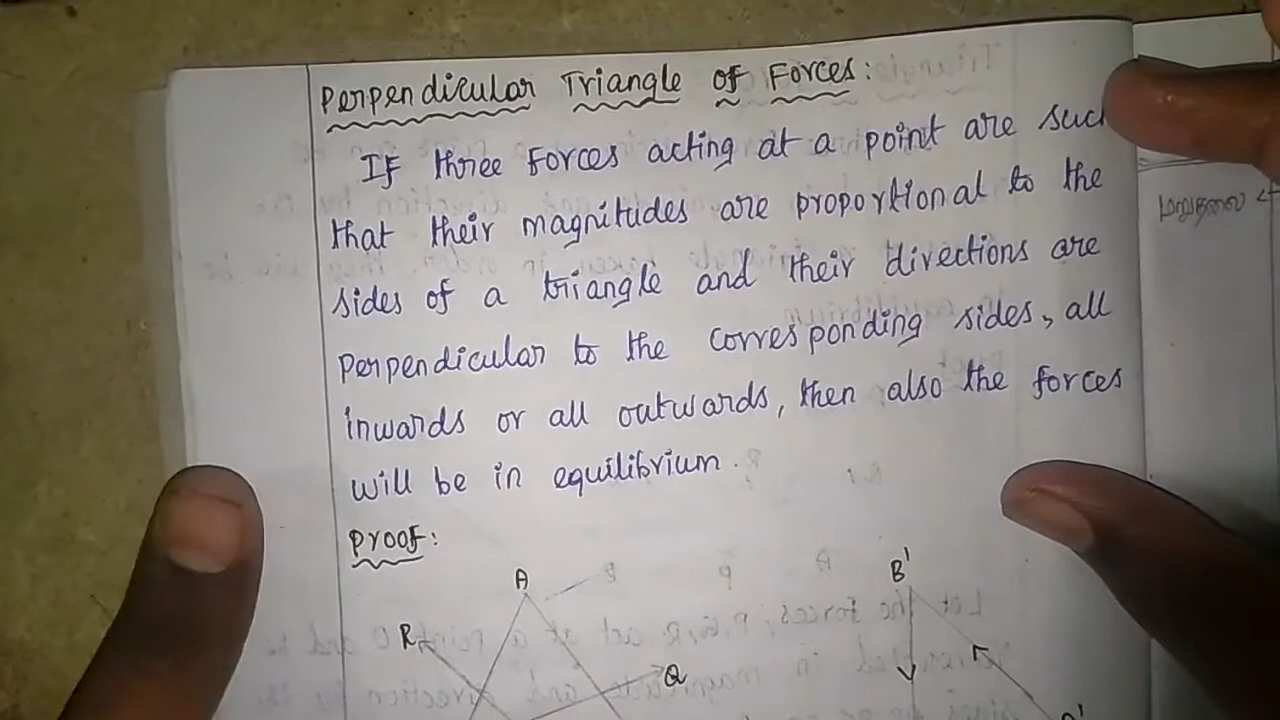 Perpendicular Triangle of Forces:
If three forces acting at a point are such
that their magnitudes are proportional to the
sides of a triangle and their directions are
perpendicular to the corresponding sides, all
inwards or all outwards, then also the forces
will be in equilibrium.
Proof:
A
B'
R
Q
மறுதலை